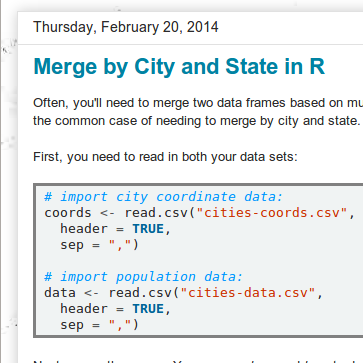 Thursday, February 20, 2014
Merge by City and State in R
Often, you'll need to merge two data frames based on
the common case of needing to merge by city and state.
First, you need to read in both your data sets:
# import city coordinate data:
coords <- read.csv("cities-coords.csv",
header = TRUE,
sep = ",")
# import population data:
data <- read.csv("cities-data.csv",
header = TRUE,
sep = ",")